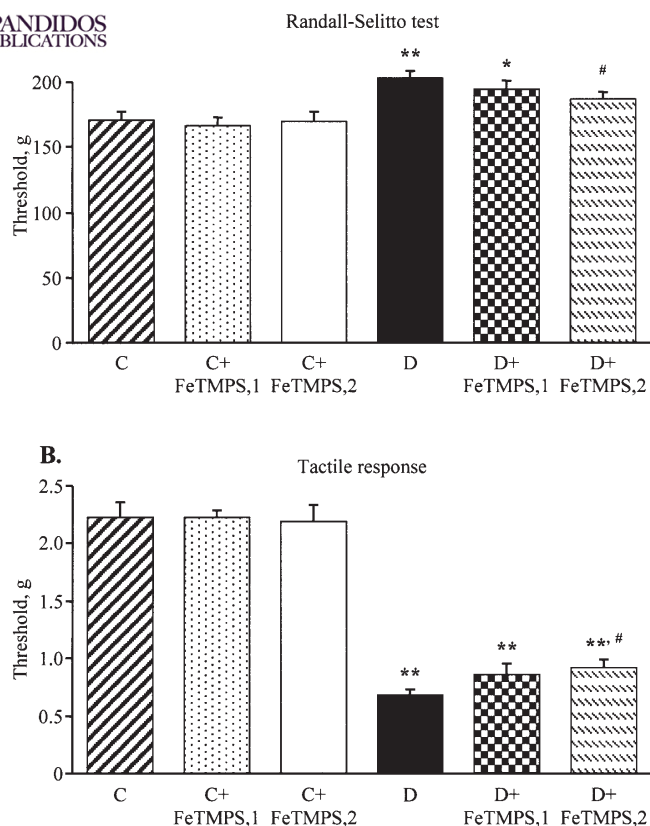 PANDIDOS
BLICATIONS
Randall-Selitto test
Threshold, g
200
150
100
50
0
**
*
#
C
C+
FeTMPS,1
C+
FeTMPS,2
D
D+
FeTMPS,1
D+
FeTMPS,2
B.
Tactile response
Threshold, g
2.5
2.0
1.5
1.0
0.5
0
**
**
**, #
C
C+
FeTMPS,1
C+
FeTMPS,2
D
D+
FeTMPS,1
D+
FeTMPS,2